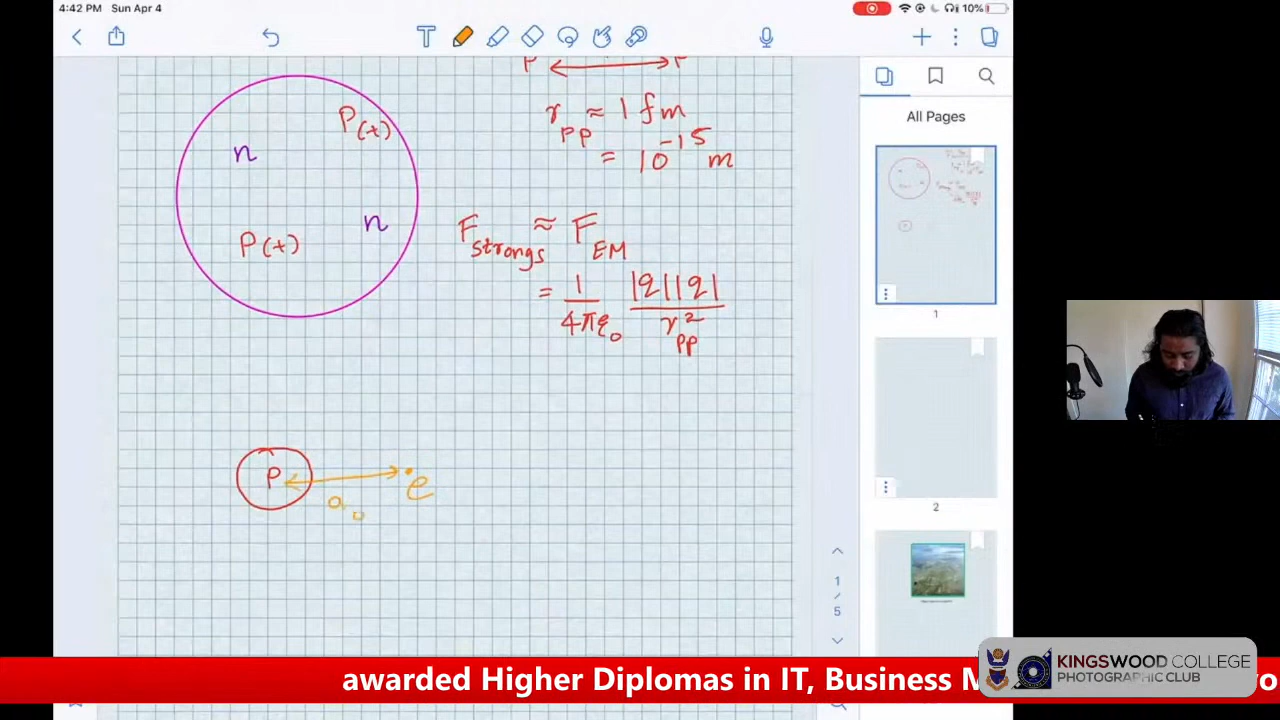 4:42 PM Sun Apr 4
10%
P P
n
P(+)
r_pp ≈ 1 fm
= 10^-15 m
n
P(+)
F_strongs ≈ F_EM
= 1/4πε₀ |q||q|/r²_pp
P
e
a₀
All Pages
1
2
1
/
5
awarded Higher Diplomas in IT, Business M
KINGSWOOD COLLEGE
PHOTOGRAPHIC CLUB